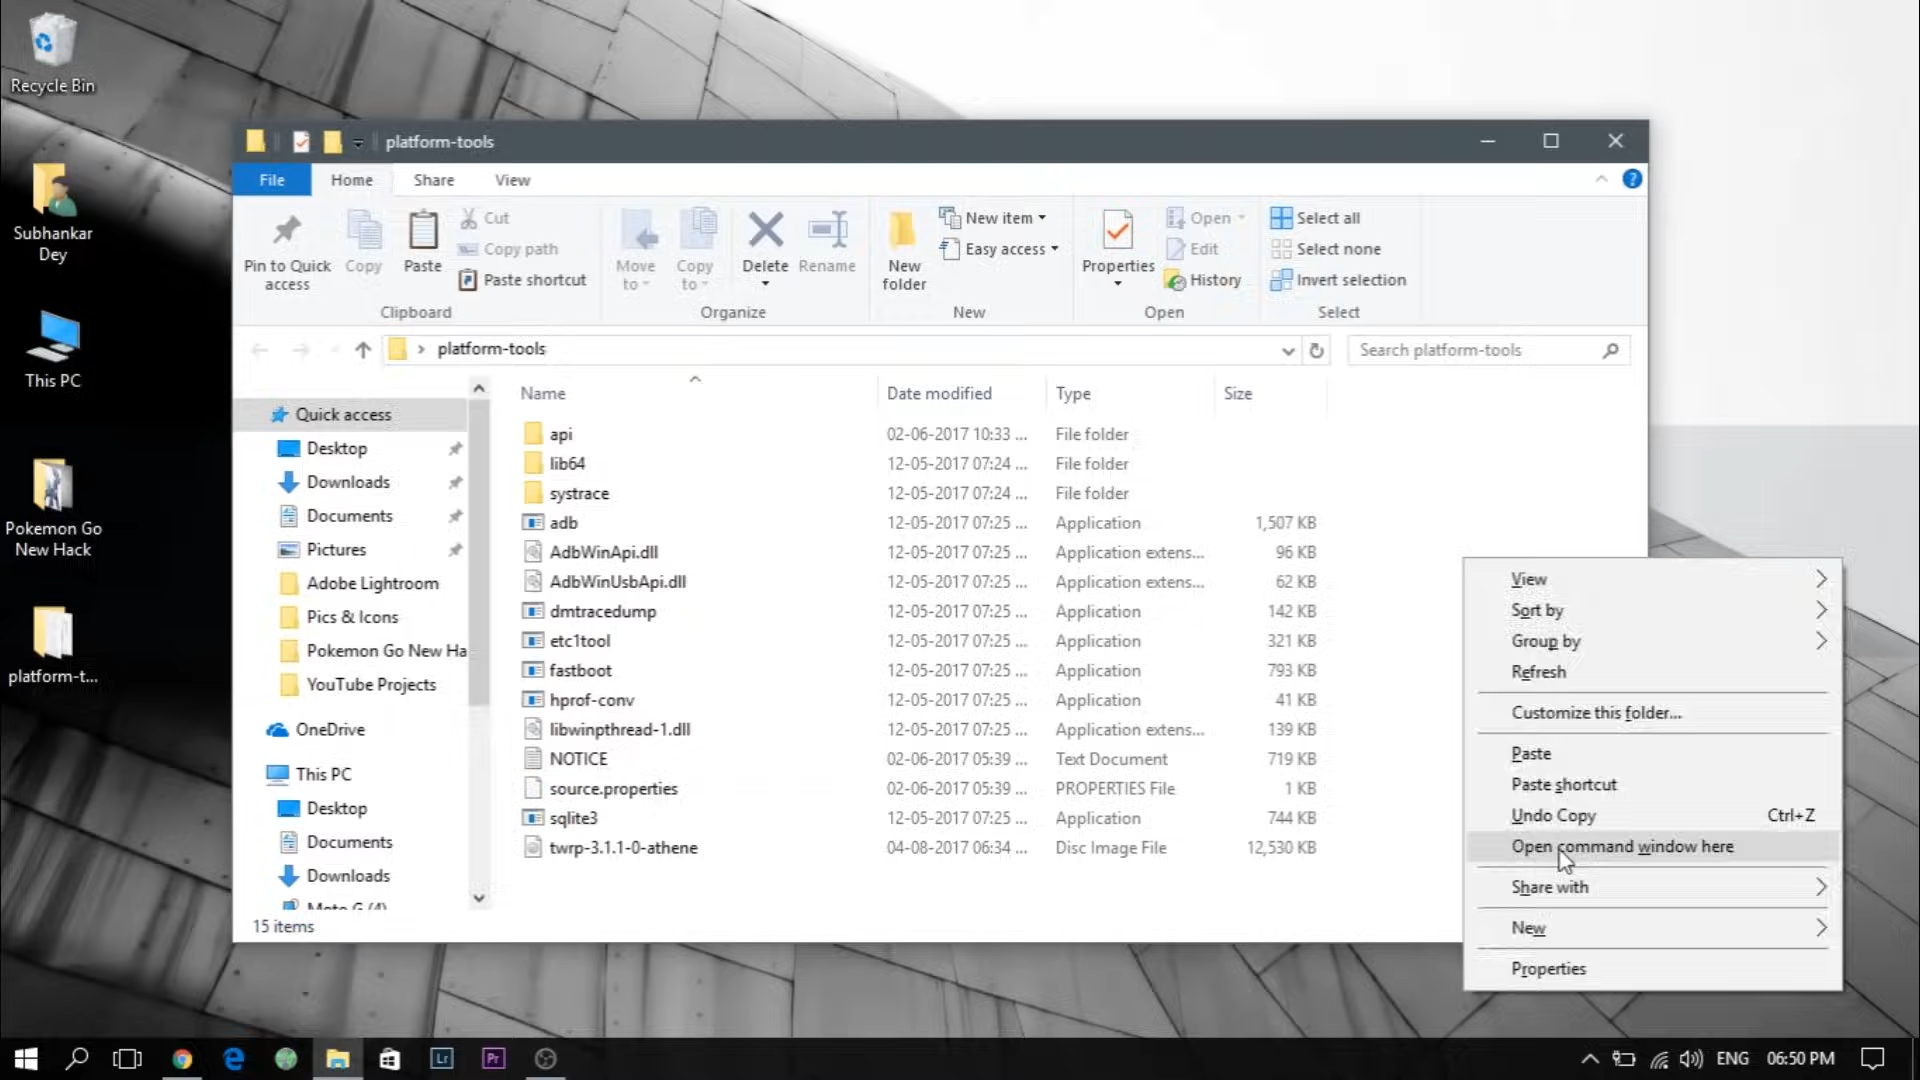 Recycle Bin
Subhankar
Dey
This PC
Pokemon Go
New Hack
platform-t...
platform-tools
File
Home
Share
View
Pin to Quick
access
Copy
Paste
Cut
Copy path
Paste shortcut
Clipboard
Move
to
Copy
to
Delete
Rename
Organize
New
folder
New item
Easy access
New
Properties
Open
Edit
History
Open
Select all
Select none
Invert selection
Select
platform-tools
Search platform-tools
Quick access
Desktop
Downloads
Documents
Pictures
Adobe Lightroom
Pics & Icons
Pokemon Go New Ha
YouTube Projects
OneDrive
This PC
Desktop
Documents
Downloads
Moto G (4)
Name Date modified Type Size
api 02-06-2017 10:33 ... File folder
lib64 12-05-2017 07:24 ... File folder
systrace 12-05-2017 07:24 ... File folder
adb 12-05-2017 07:25 ... Application 1,507 KB
AdbWinApi.dll 12-05-2017 07:25 ... Application extens... 96 KB
AdbWinUsbApi.dll 12-05-2017 07:25 ... Application extens... 62 KB
dmtracedump 12-05-2017 07:25 ... Application 142 KB
etc1tool 12-05-2017 07:25 ... Application 321 KB
fastboot 12-05-2017 07:25 ... Application 793 KB
hprof-conv 12-05-2017 07:25 ... Application 41 KB
libwinpthread-1.dll 12-05-2017 07:25 ... Application extens... 139 KB
NOTICE 02-06-2017 05:39 ... Text Document 719 KB
source.properties 02-06-2017 05:39 ... PROPERTIES File 1 KB
sqlite3 12-05-2017 07:25 ... Application 744 KB
twrp-3.1.1-0-athene 04-08-2017 06:34 ... Disc Image File 12,530 KB
15 items
View
Sort by
Group by
Refresh
Customize this folder...
Paste
Paste shortcut
Undo Copy Ctrl+Z
Open command window here
Share with
New
Properties
Lr
Pr
ENG
06:50 PM